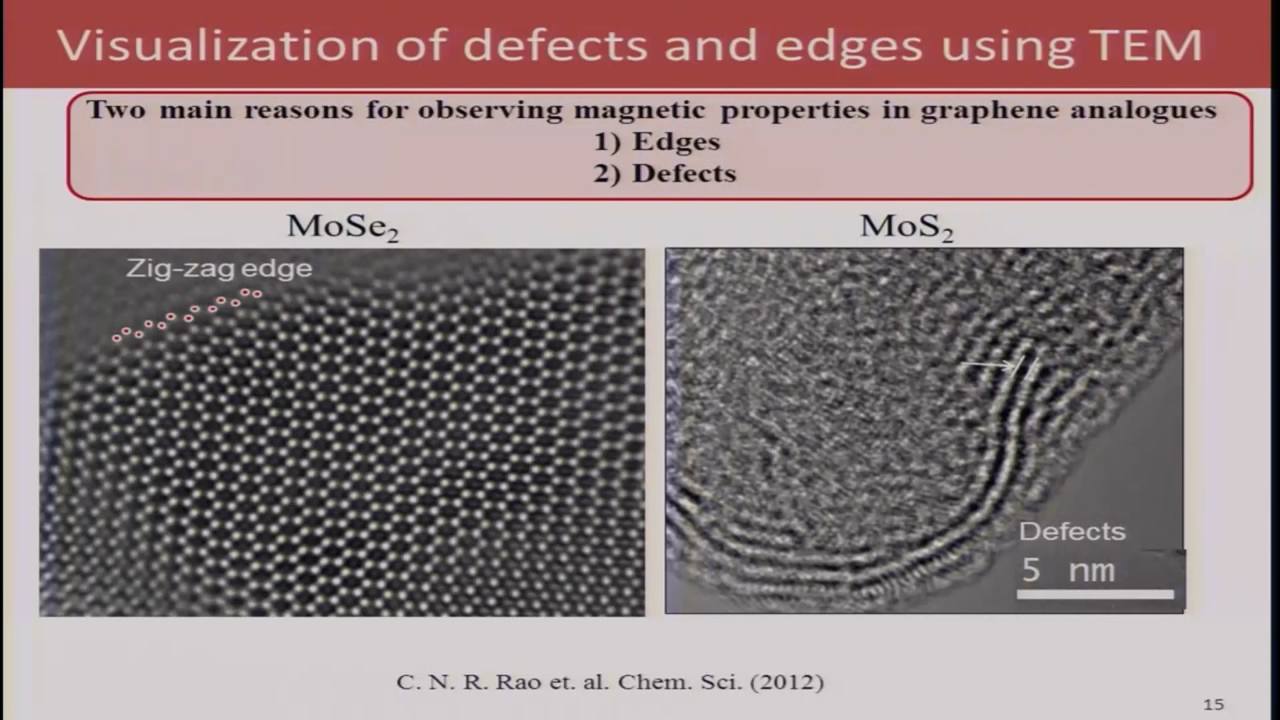 Visualization of defects and edges using TEM
Two main reasons for observing magnetic properties in graphene analogues
1) Edges
2) Defects
MoSe₂
MoS₂
Zig-zag edge
Defects
5 nm
C. N. R. Rao et. al. Chem. Sci. (2012)
15